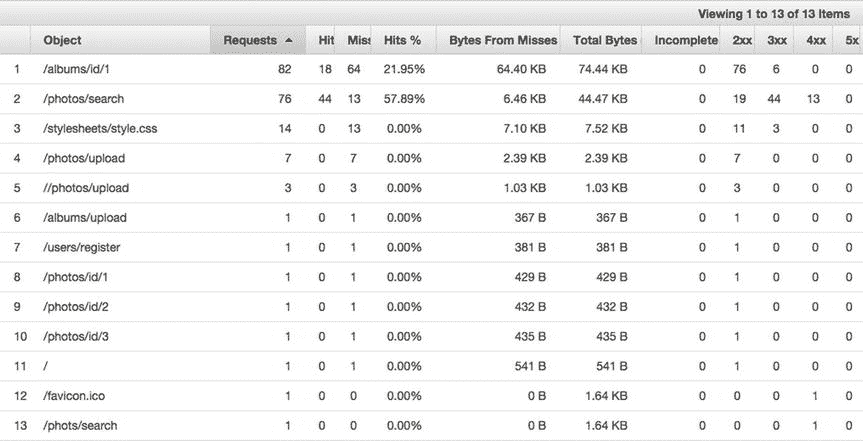 Viewing 1 to 13 of 13 Items
Object Requests Hit Miss Hits % Bytes From Misses Total Bytes Incomplete 2xx 3xx 4xx 5x
1 /albums/id/1 82 18 64 21.95% 64.40 KB 74.44 KB 0 76 6 0 0
2 /photos/search 76 44 13 57.89% 6.46 KB 44.47 KB 0 19 44 13 0
3 /stylesheets/style.css 14 0 13 0.00% 7.10 KB 7.52 KB 0 11 3 0 0
4 /photos/upload 7 0 7 0.00% 2.39 KB 2.39 KB 0 7 0 0 0
5 //photos/upload 3 0 3 0.00% 1.03 KB 1.03 KB 0 3 0 0 0
6 /albums/upload 1 0 1 0.00% 367 B 367 B 0 1 0 0 0
7 /users/register 1 0 1 0.00% 381 B 381 B 0 1 0 0 0
8 /photos/id/1 1 0 1 0.00% 429 B 429 B 0 1 0 0 0
9 /photos/id/2 1 0 1 0.00% 432 B 432 B 0 1 0 0 0
10 /photos/id/3 1 0 1 0.00% 435 B 435 B 0 1 0 0 0
11 / 1 0 1 0.00% 541 B 541 B 0 1 0 0 0
12 /favicon.ico 1 0 0 0.00% 0 B 1.64 KB 0 0 0 1 0
13 /phots/search 1 0 0 0.00% 0 B 1.64 KB 0 0 0 1 0